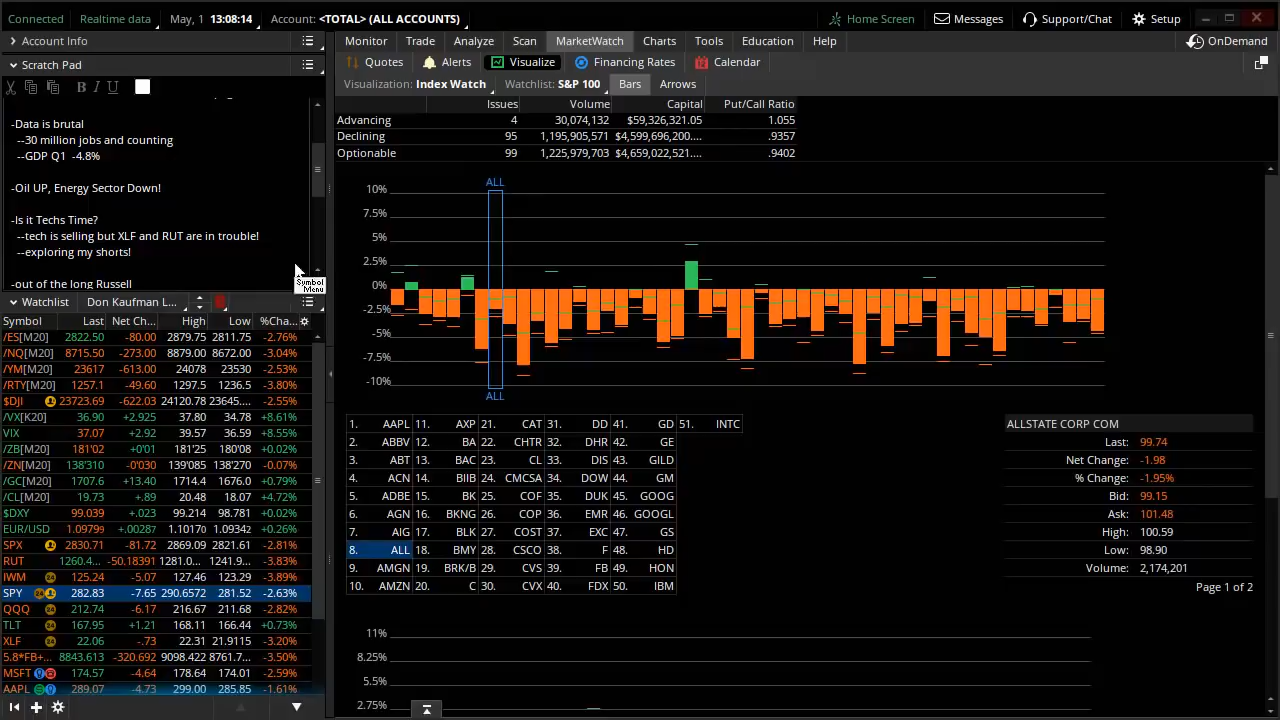 Connected Realtime data May, 1 13:08:14 Account: <TOTAL> (ALL ACCOUNTS) Home Screen Messages Support/Chat Setup
Account Info
Monitor Trade Analyze Scan MarketWatch Charts Tools Education Help OnDemand
Scratch Pad
Quotes Alerts Visualize Financing Rates Calendar
B I U
Visualization: Index Watch Watchlist: S&P 100 Bars Arrows
-Data is brutal
--30 million jobs and counting
--GDP Q1 -4.8%
-Oil UP, Energy Sector Down!
-Is it Techs Time?
--tech is selling but XLF and RUT are in trouble!
--exploring my shorts!
-out of the long Russell
Symbol Menu
Issues Volume Capital Put/Call Ratio
Advancing 4 30,074,132 $59,326,321.05 1.055
Declining 95 1,195,905,571 $4,599,696,200.... .9357
Optionable 99 1,225,979,703 $4,659,022,521.... .9402
Watchlist Don Kaufman L...
Symbol Last Net Ch... High Low %Cha...
/ES[M20] 2822.50 -80.00 2879.75 2811.75 -2.76%
/NQ[M20] 8715.50 -273.00 8879.00 8672.00 -3.04%
/YM[M20] 23617 -613.00 24078 23530 -2.53%
/RTY[M20] 1257.1 -49.60 1297.5 1236.5 -3.80%
$DJI 23723.69 -622.03 24120.78 23645.... -2.55%
/VX[K20] 36.90 +2.925 37.80 34.78 +8.61%
VIX 37.07 +2.92 39.97 36.59 +8.55%
/ZB[M20] 181'02 +0'01 181'25 180'08 +0.02%
/ZN[M20] 138'310 -0'030 139'085 138'270 -0.07%
/GC[M20] 1707.6 +13.40 1714.4 1676.0 +0.79%
/CL[M20] 19.73 +.89 20.48 18.07 +4.72%
$DXY 99.039 +.023 99.214 98.781 +0.02%
EUR/USD 1.09799 +.00287 1.10170 1.09342 +0.26%
SPX 2830.71 -81.72 2869.09 2821.61 -2.81%
RUT 1260.4... -50.18391 1281.0... 1241.9... -3.83%
IWM 125.24 -5.07 127.46 123.29 -3.89%
SPY 282.83 -7.65 290.6572 281.52 -2.63%
QQQ 212.74 -6.17 216.67 211.68 -2.82%
TLT 167.95 +1.21 168.11 166.44 +0.73%
XLF 22.06 -.73 22.31 21.9115 -3.20%
5.8*FB+... 8843.613 -320.692 9098.422 8761.7... -3.50%
MSFT 174.57 -4.64 178.64 174.01 -2.59%
AAPL 289.07 -4.73 299.00 285.85 -1.61%
ALL
10%
7.5%
5%
2.5%
0%
-2.5%
-5%
-7.5%
-10%
ALL
1. AAPL 11. AXP 21. CAT 31. DD 41. GD 51. INTC
2. ABBV 12. BA 22. CHTR 32. DHR 42. GE
3. ABT 13. BAC 23. CL 33. DIS 43. GILD
4. ACN 14. BIIB 24. CMCSA 34. DOW 44. GM
5. ADBE 15. BK 25. COF 35. DUK 45. GOOG
6. AGN 16. BKNG 26. COP 36. EMR 46. GOOGL
7. AIG 17. BLK 27. COST 37. EXC 47. GS
8. ALL 18. BMY 28. CSCO 38. F 48. HD
9. AMGN 19. BRK/B 29. CVS 39. FB 49. HON
10. AMZN 20. C 30. CVX 40. FDX 50. IBM
ALLSTATE CORP COM
Last: 99.74
Net Change: -1.98
% Change: -1.95%
Bid: 99.15
Ask: 101.48
High: 100.59
Low: 98.90
Volume: 2,174,201
Page 1 of 2
11%
8.25%
5.5%
2.75%